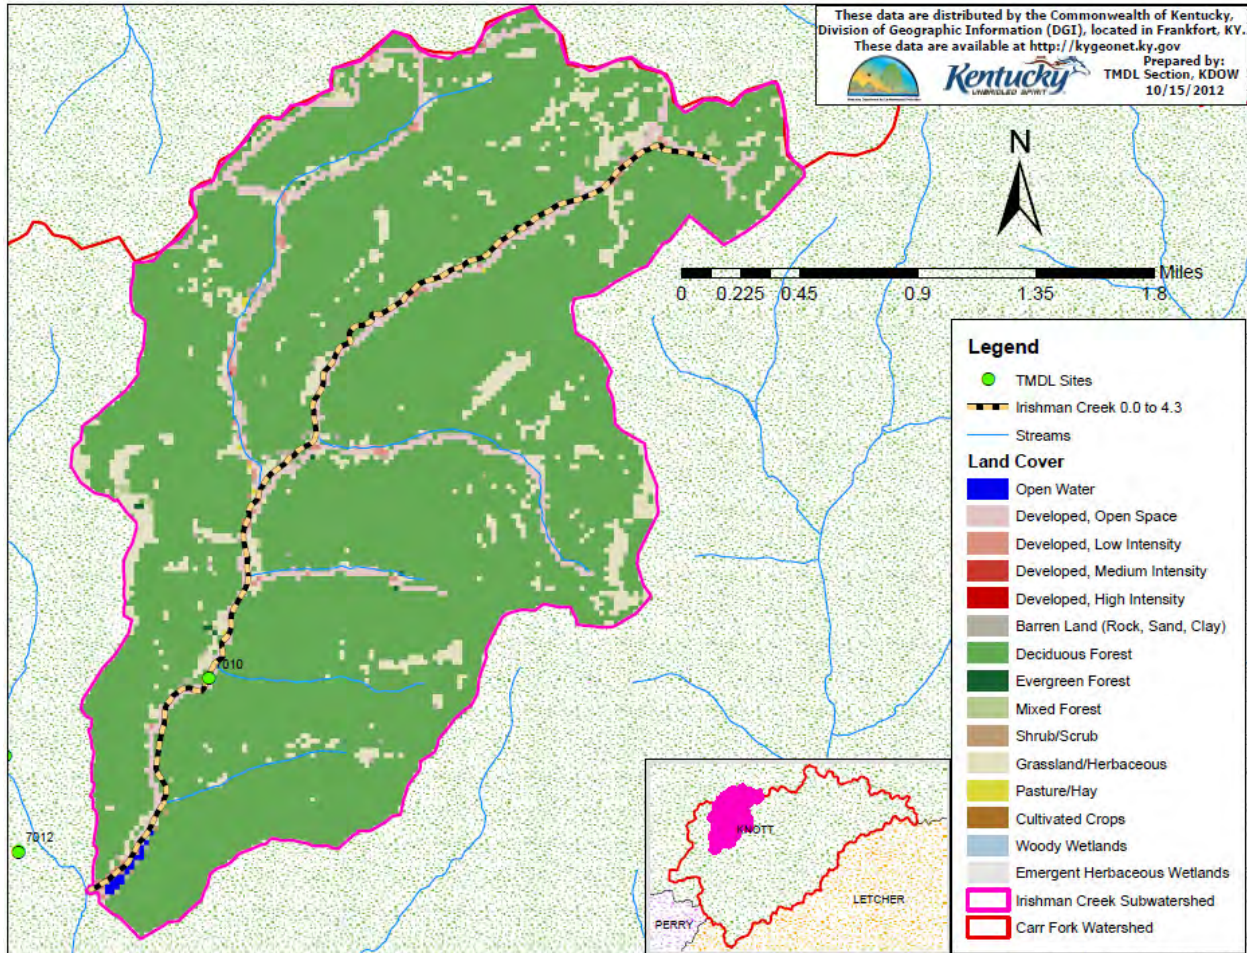 These data are distributed by the Commonwealth of Kentucky,
Division of Geographic Information (DGI), located in Frankfort, KY.
These data are available at http://kygeonet.ky.gov
Kentucky
UNBRIDLED SPIRIT
Prepared by:
TMDL Section, KDOW
10/15/2012
N
Miles
0 0.225 0.45 0.9 1.35 1.8
7010
7012
Legend
TMDL Sites
Irishman Creek 0.0 to 4.3
Streams
Land Cover
Open Water
Developed, Open Space
Developed, Low Intensity
Developed, Medium Intensity
Developed, High Intensity
Barren Land (Rock, Sand, Clay)
Deciduous Forest
Evergreen Forest
Mixed Forest
Shrub/Scrub
Grassland/Herbaceous
Pasture/Hay
Cultivated Crops
Woody Wetlands
Emergent Herbaceous Wetlands
Irishman Creek Subwatershed
Carr Fork Watershed
KNOTT
LETCHER
PERRY